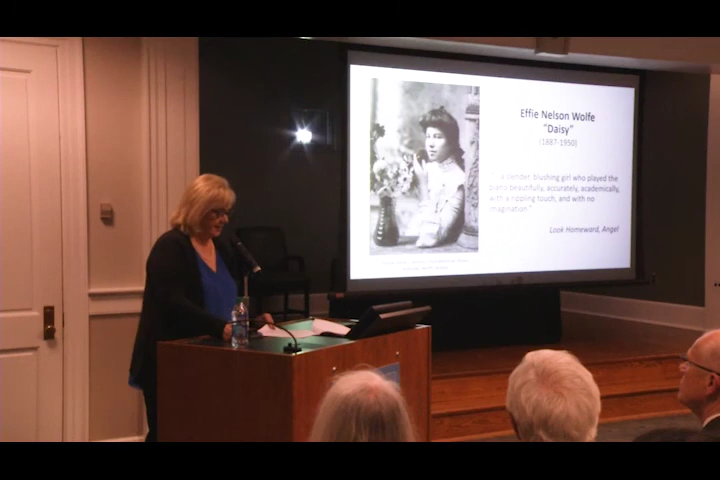 Effie Nelson Wolfe
"Daisy"
(1887-1950)
a slender, blushing girl who played the
piano beautifully, accurately, academically,
with a rippling touch, and with no
imagination."
Look Homeward, Angel